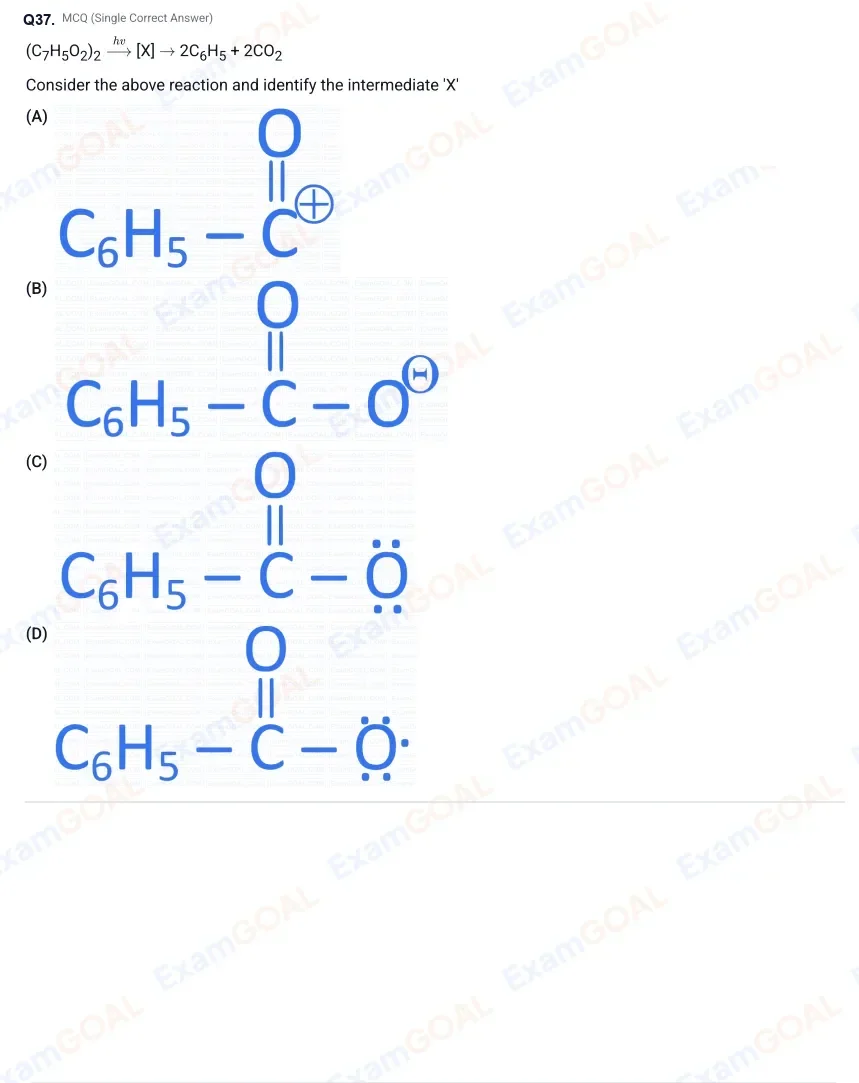 Q37. MCQ (Single Correct Answer)
(C₇H₅O₂)₂ —hν→ [X] → 2C₆H₅ + 2CO₂
Consider the above reaction and identify the intermediate 'X'
(A)
O
||
C₆H₅ – C⊕
(B)
O
||
C₆H₅ – C – O⊖
(C)
O
||
C₆H₅ – C – Ö
(D)
O
||
C₆H₅ – C – Ö·
ExamGOAL